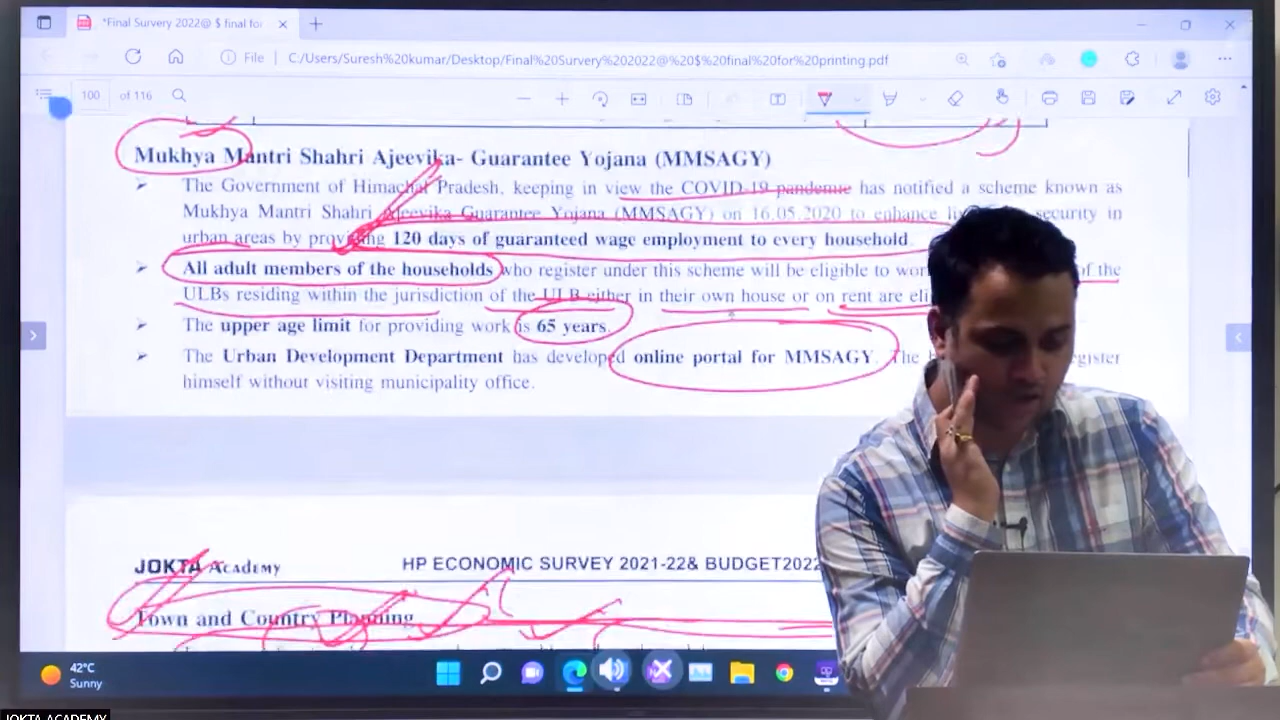 *Final Survery 2022@ $ final for
File C:/Users/Suresh%20kumar/Desktop/Final%20Survery%202022@%20$%20final%20for%20printing.pdf
100 of 116
Mukhya Mantri Shahri Ajeevika- Guarantee Yojana (MMSAGY)
➢ The Government of Himachal Pradesh, keeping in view the COVID-19 pandemic has notified a scheme known as
Mukhya Mantri Shahri Ajeevika Guarantee Yojana (MMSAGY) on 16.05.2020 to enhance security in
urban areas by providing 120 days of guaranteed wage employment to every household.
➢ All adult members of the households who register under this scheme will be eligible to of the
ULBs residing within the jurisdiction of the ULB either in their own house or on rent are
➢ The upper age limit for providing work is 65 years.
➢ The Urban Development Department has developed online portal for MMSAGY. The
himself without visiting municipality office.
JOKTA ACADEMY HP ECONOMIC SURVEY 2021-22& BUDGET2022
Town and Country Planning
42°C
Sunny
JOKTA ACADEMY